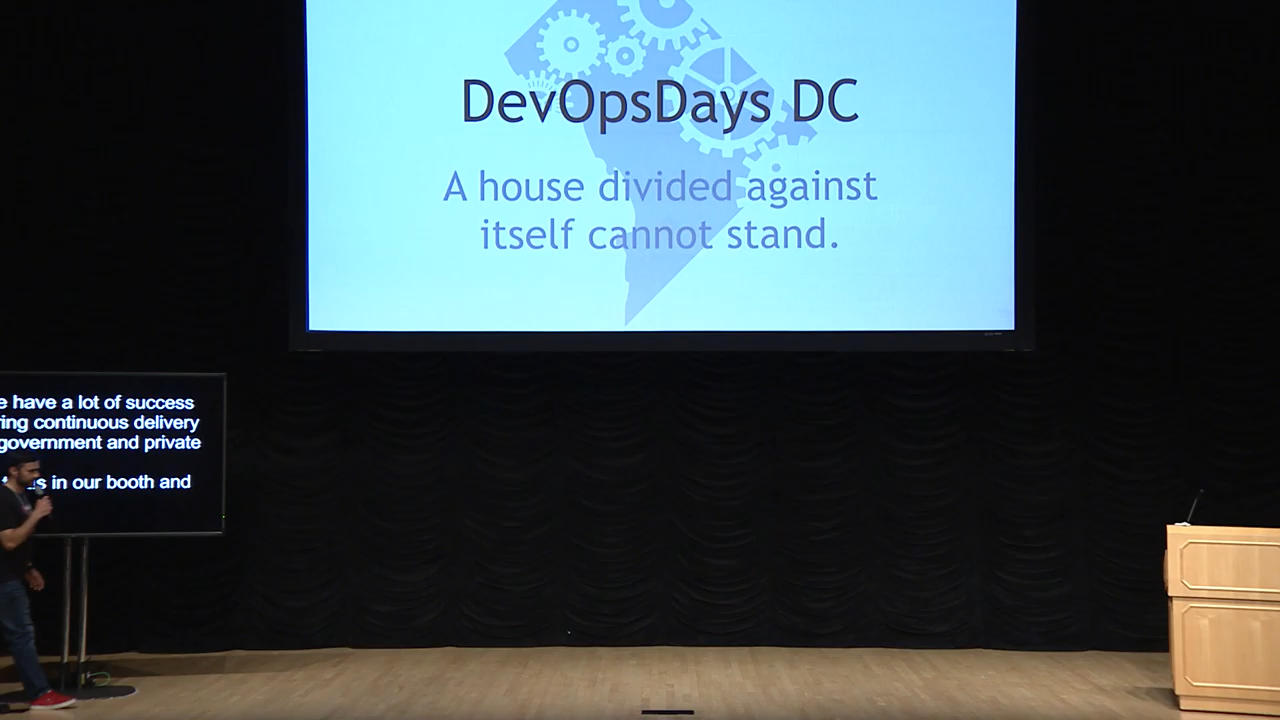 DevOpsDays DC
A house divided against
itself cannot stand.
e have a lot of success
ring continuous delivery
government and private
in our booth and